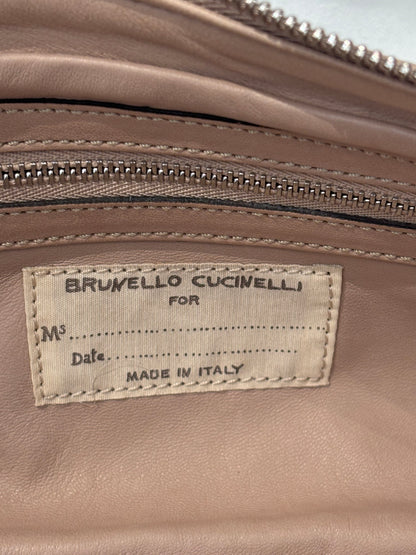 BRUNELLO CUCINELLI
FOR
Ms..............................................
Date.......................................
MADE IN ITALY